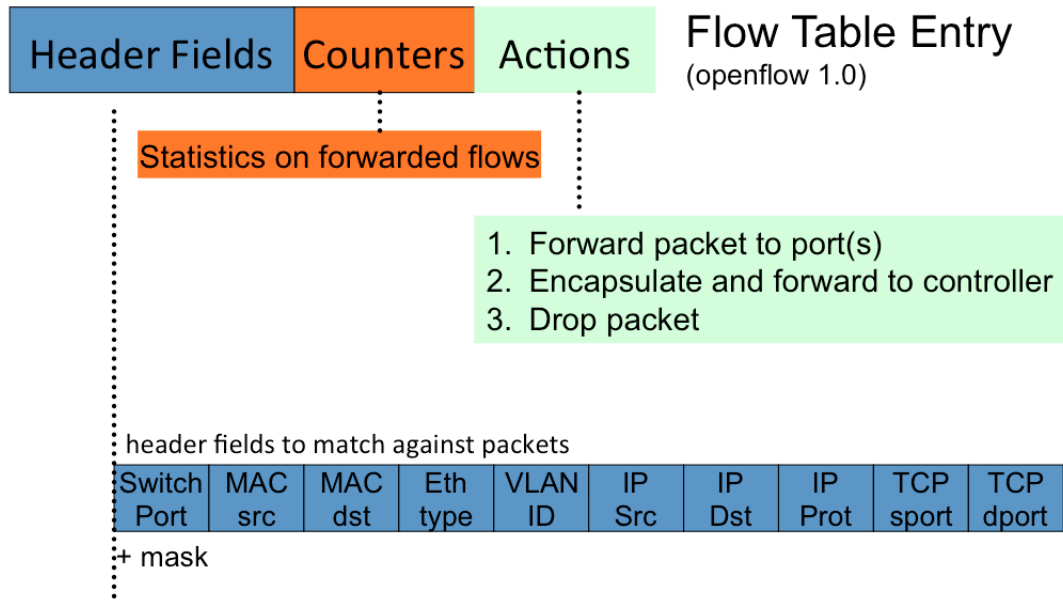 Header Fields Counters Actions
Flow Table Entry
(openflow 1.0)
Statistics on forwarded flows
1. Forward packet to port(s)
2. Encapsulate and forward to controller
3. Drop packet
header fields to match against packets
Switch Port
MAC src
MAC dst
Eth type
VLAN ID
IP Src
IP Dst
IP Prot
TCP sport
TCP dport
+ mask